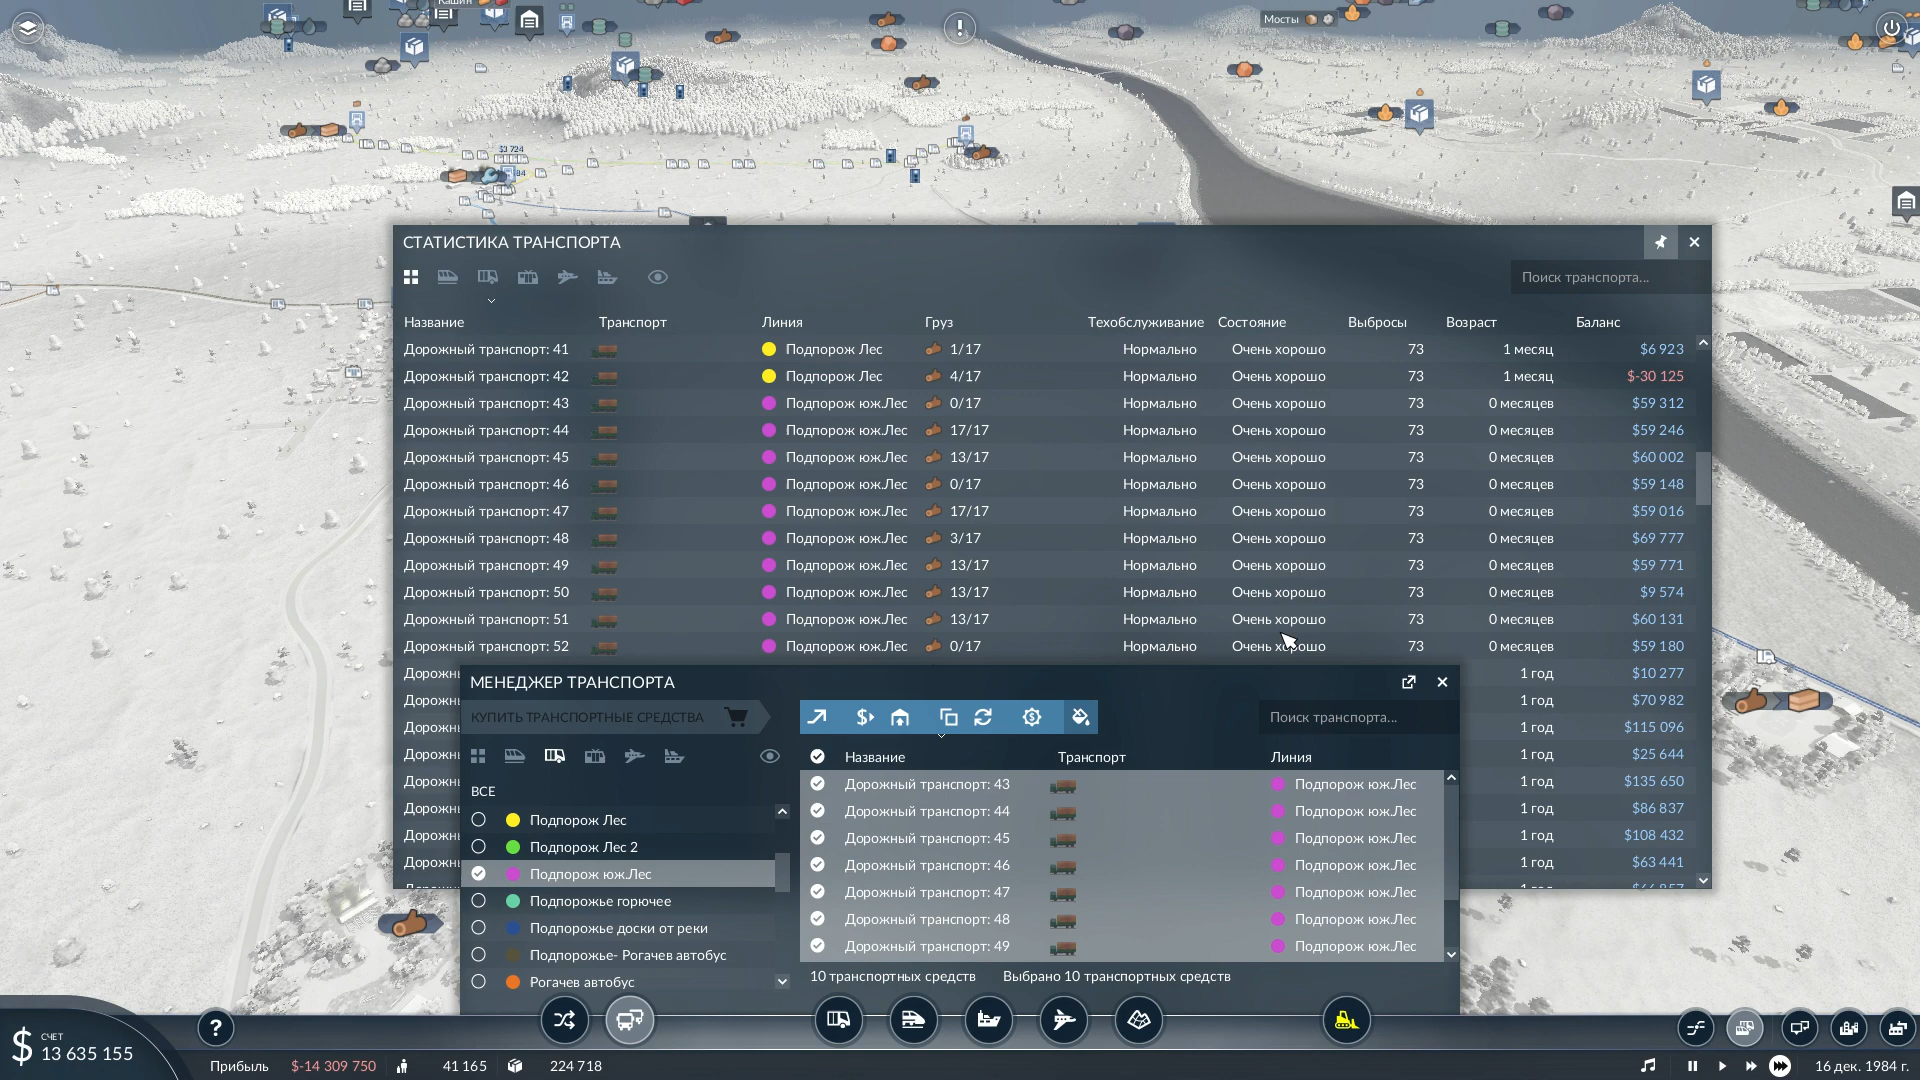 Кашин
Мосты
$3 724
84
СТАТИСТИКА ТРАНСПОРТА
Поиск транспорта...
Название Транспорт Линия Груз Техобслуживание Состояние Выбросы Возраст Баланс
Дорожный транспорт: 41 Подпорож Лес 1/17 Нормально Очень хорошо 73 1 месяц $6 923
Дорожный транспорт: 42 Подпорож Лес 4/17 Нормально Очень хорошо 73 1 месяц $-30 125
Дорожный транспорт: 43 Подпорож юж.Лес 0/17 Нормально Очень хорошо 73 0 месяцев $59 312
Дорожный транспорт: 44 Подпорож юж.Лес 17/17 Нормально Очень хорошо 73 0 месяцев $59 246
Дорожный транспорт: 45 Подпорож юж.Лес 13/17 Нормально Очень хорошо 73 0 месяцев $60 002
Дорожный транспорт: 46 Подпорож юж.Лес 0/17 Нормально Очень хорошо 73 0 месяцев $59 148
Дорожный транспорт: 47 Подпорож юж.Лес 17/17 Нормально Очень хорошо 73 0 месяцев $59 016
Дорожный транспорт: 48 Подпорож юж.Лес 3/17 Нормально Очень хорошо 73 0 месяцев $69 777
Дорожный транспорт: 49 Подпорож юж.Лес 13/17 Нормально Очень хорошо 73 0 месяцев $59 771
Дорожный транспорт: 50 Подпорож юж.Лес 13/17 Нормально Очень хорошо 73 0 месяцев $9 574
Дорожный транспорт: 51 Подпорож юж.Лес 13/17 Нормально Очень хорошо 73 0 месяцев $60 131
Дорожный транспорт: 52 Подпорож юж.Лес 0/17 Нормально Очень хорошо 73 0 месяцев $59 180
Дорожн 1 год $10 277
Дорожн 1 год $70 982
Дорожн 1 год $115 096
Дорожн 1 год $25 644
Дорожн 1 год $135 650
Дорожн 1 год $86 837
Дорожн 1 год $108 432
Дорожн 1 год $63 441
МЕНЕДЖЕР ТРАНСПОРТА
КУПИТЬ ТРАНСПОРТНЫЕ СРЕДСТВА
Поиск транспорта...
ВСЕ
Подпорож Лес
Подпорож Лес 2
Подпорож юж.Лес
Подпорожье горючее
Подпорожье доски от реки
Подпорожье- Рогачев автобус
Рогачев автобус
Название Транспорт Линия
Дорожный транспорт: 43 Подпорож юж.Лес
Дорожный транспорт: 44 Подпорож юж.Лес
Дорожный транспорт: 45 Подпорож юж.Лес
Дорожный транспорт: 46 Подпорож юж.Лес
Дорожный транспорт: 47 Подпорож юж.Лес
Дорожный транспорт: 48 Подпорож юж.Лес
Дорожный транспорт: 49 Подпорож юж.Лес
10 транспортных средств Выбрано 10 транспортных средств
$ СЧЕТ
13 635 155
?
Прибыль $-14 309 750 41 165 224 718 16 дек. 1984 г.